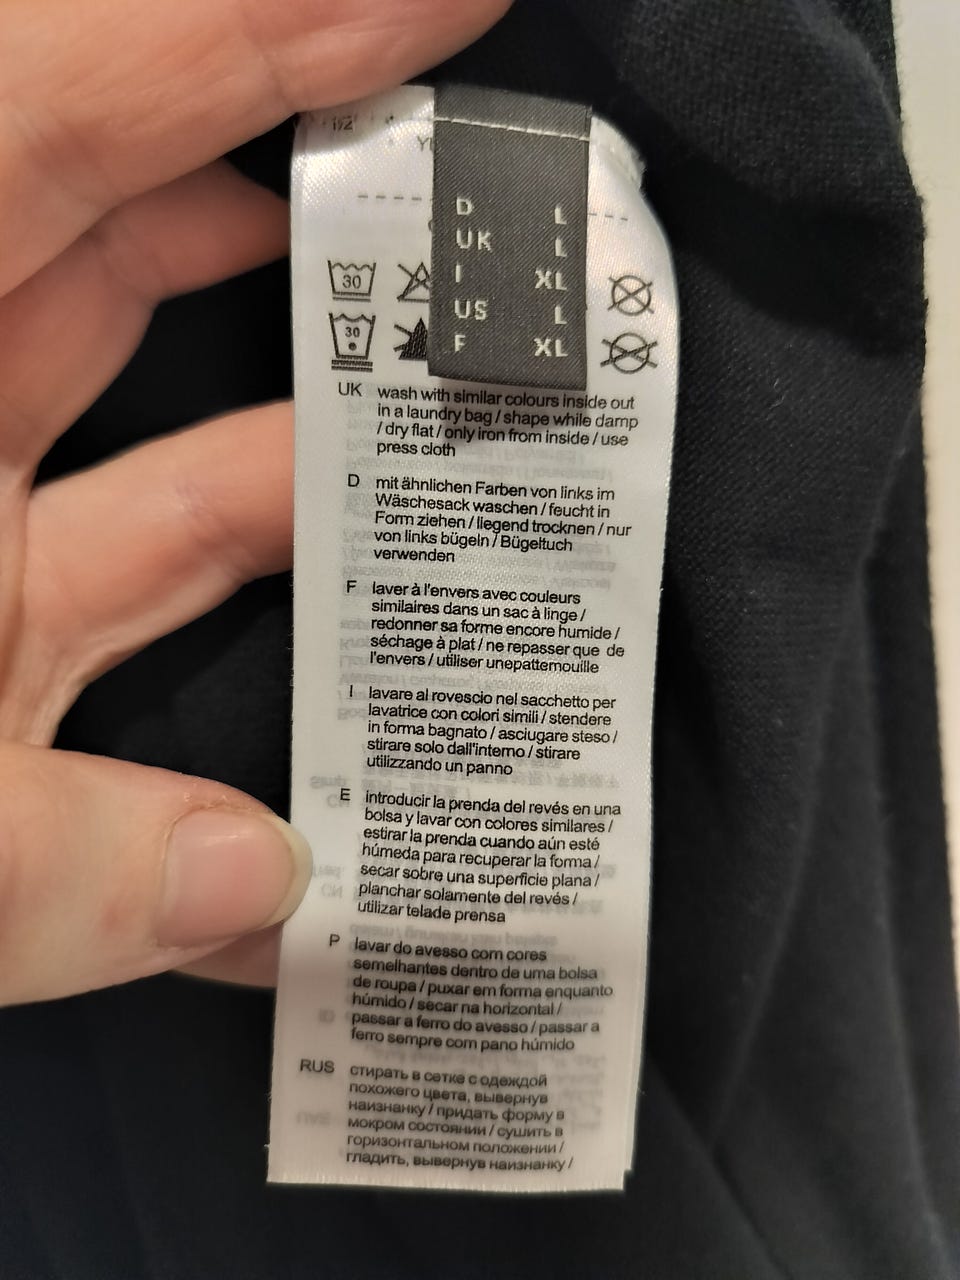 D L
UK L
I XL
US L
F XL
30
30
UK wash with similar colours inside out
in a laundry bag / shape while damp
/ dry flat / only iron from inside / use
press cloth
D mit ähnlichen Farben von links im
Wäschesack waschen / feucht in
Form ziehen / liegend trocknen / nur
von links bügeln / Bügeltuch
verwenden
F laver à l'envers avec couleurs
similaires dans un sac à linge /
redonner sa forme encore humide /
séchage à plat / ne repasser que de
l'envers / utiliser unepattemouille
I lavare al rovescio nel sacchetto per
lavatrice con colori simili / stendere
in forma bagnato / asciugare steso /
stirare solo dall'interno / stirare
utilizzando un panno
E introducir la prenda del revés en una
bolsa y lavar con colores similares /
estirar la prenda cuando aún esté
húmeda para recuperar la forma /
secar sobre una superficie plana /
planchar solamente del revés /
utilizar telade prensa
P lavar do avesso com cores
semelhantes dentro de uma bolsa
de roupa / puxar em forma enquanto
húmido / secar na horizontal /
passar a ferro do avesso / passar a
ferro sempre com pano húmido
RUS стирать в сетке с одеждой
похожего цвета, вывернув
наизнанку / придать форму в
мокром состоянии / сушить в
горизонтальном положении /
гладить, вывернув наизнанку /